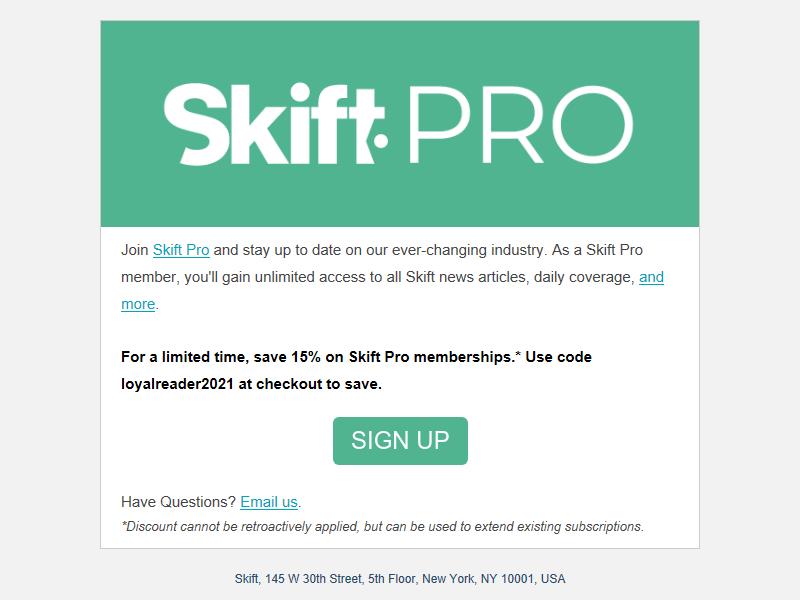 Skift. PRO
Join Skift Pro and stay up to date on our ever-changing industry. As a Skift Pro
member, you'll gain unlimited access to all Skift news articles, daily coverage, and
more.
For a limited time, save 15% on Skift Pro memberships.* Use code
loyalreader2021 at checkout to save.
SIGN UP
Have Questions? Email us.
*Discount cannot be retroactively applied, but can be used to extend existing subscriptions.
Skift, 145 W 30th Street, 5th Floor, New York, NY 10001, USA